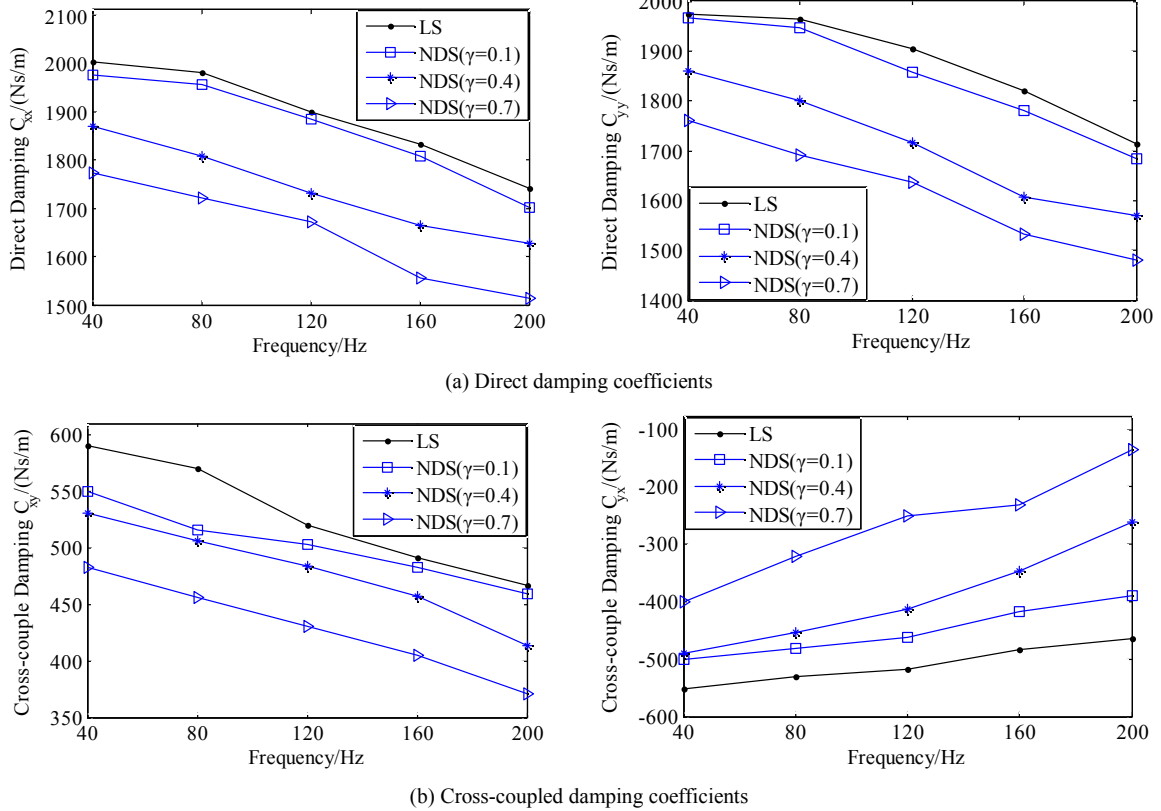 2100
2000
1900
1800
1700
1600
1500
40
80
120
160
200
Direct Damping Cxx/(Ns/m)
Frequency/Hz
LS
NDS(γ=0.1)
NDS(γ=0.4)
NDS(γ=0.7)
2000
1900
1800
1700
1600
1500
1400
40
80
120
160
200
Direct Damping Cyy/(Ns/m)
Frequency/Hz
LS
NDS(γ=0.1)
NDS(γ=0.4)
NDS(γ=0.7)
(a) Direct damping coefficients
600
550
500
450
400
350
40
80
120
160
200
Cross-couple Damping Cxy/(Ns/m)
Frequency/Hz
LS
NDS(γ=0.1)
NDS(γ=0.4)
NDS(γ=0.7)
-100
-200
-300
-400
-500
-600
40
80
120
160
200
Cross-couple Damping Cyx/(Ns/m)
Frequency/Hz
LS
NDS(γ=0.1)
NDS(γ=0.4)
NDS(γ=0.7)
(b) Cross-coupled damping coefficients